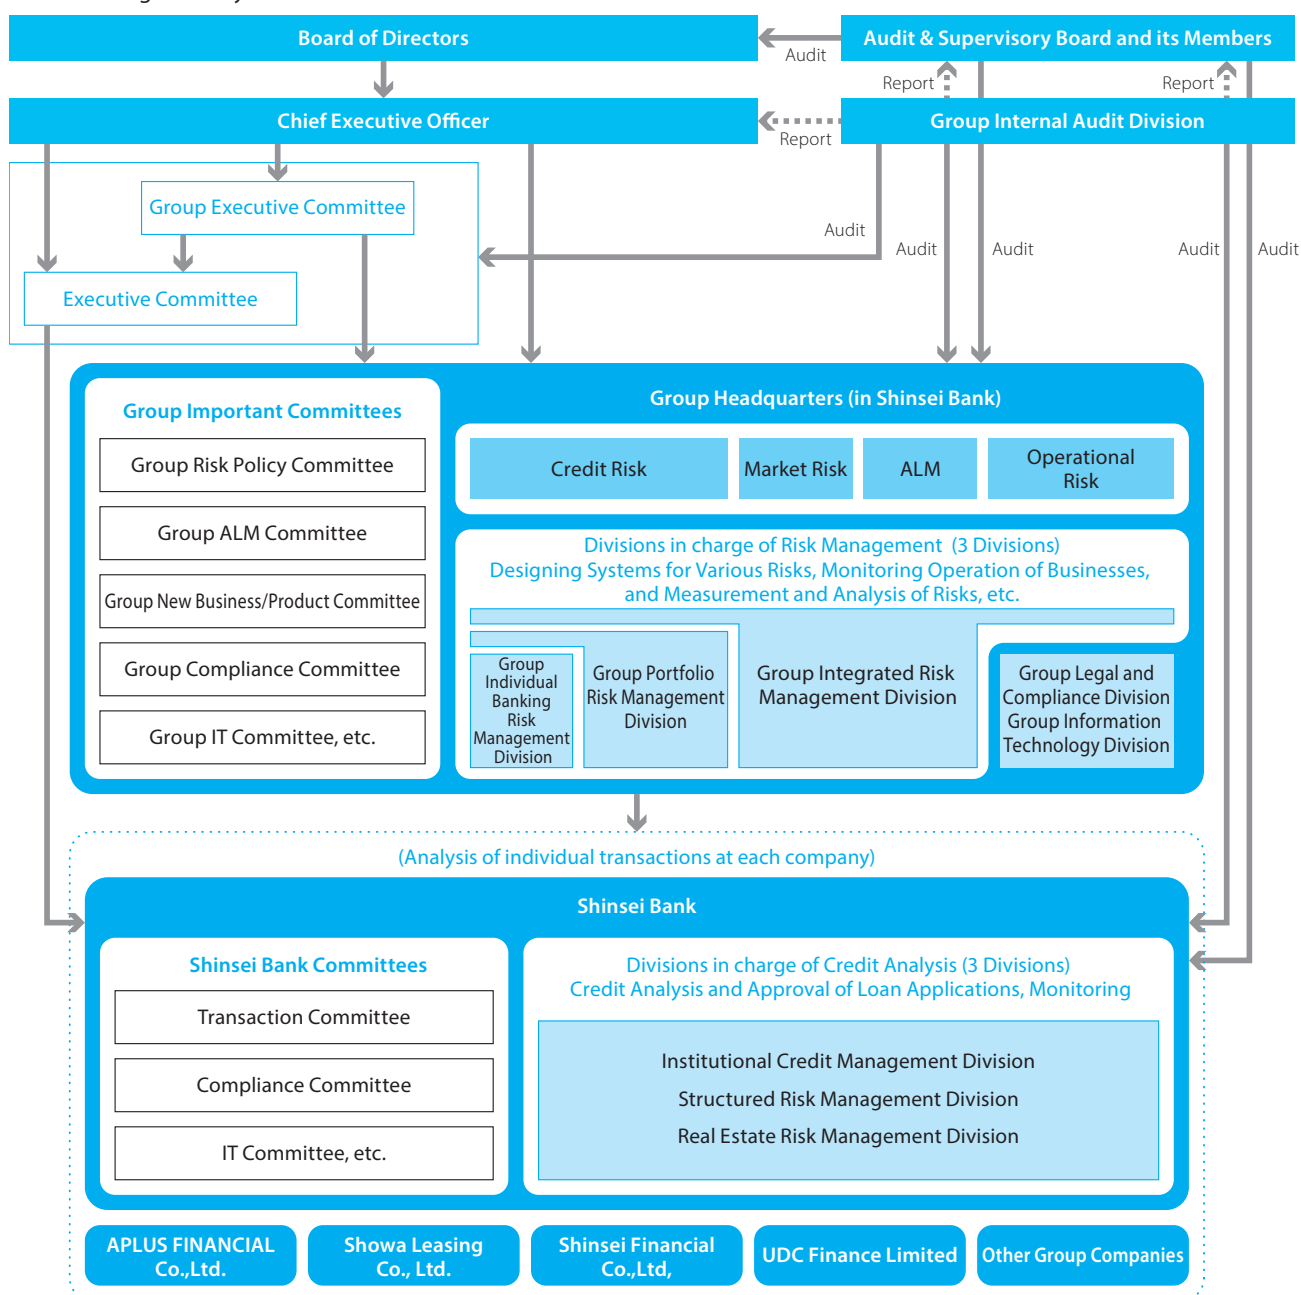 Board of Directors
Audit
Audit & Supervisory Board and its Members
Report
Report
Chief Executive Officer
Report
Group Internal Audit Division
Group Executive Committee
Executive Committee
Audit
Audit
Audit
Audit
Audit
Group Important Committees
Group Risk Policy Committee
Group ALM Committee
Group New Business/Product Committee
Group Compliance Committee
Group IT Committee, etc.
Group Headquarters (in Shinsei Bank)
Credit Risk
Market Risk
ALM
Operational
Risk
Divisions in charge of Risk Management (3 Divisions)
Designing Systems for Various Risks, Monitoring Operation of Businesses,
and Measurement and Analysis of Risks, etc.
Group
Individual
Banking
Risk
Management
Division
Group Portfolio
Risk Management
Division
Group Integrated Risk
Management Division
Group Legal and
Compliance Division
Group Information
Technology Division
(Analysis of individual transactions at each company)
Shinsei Bank
Shinsei Bank Committees
Transaction Committee
Compliance Committee
IT Committee, etc.
Divisions in charge of Credit Analysis (3 Divisions)
Credit Analysis and Approval of Loan Applications, Monitoring
Institutional Credit Management Division
Structured Risk Management Division
Real Estate Risk Management Division
APLUS FINANCIAL
Co.,Ltd.
Showa Leasing
Co., Ltd.
Shinsei Financial
Co.,Ltd,
UDC Finance Limited
Other Group Companies